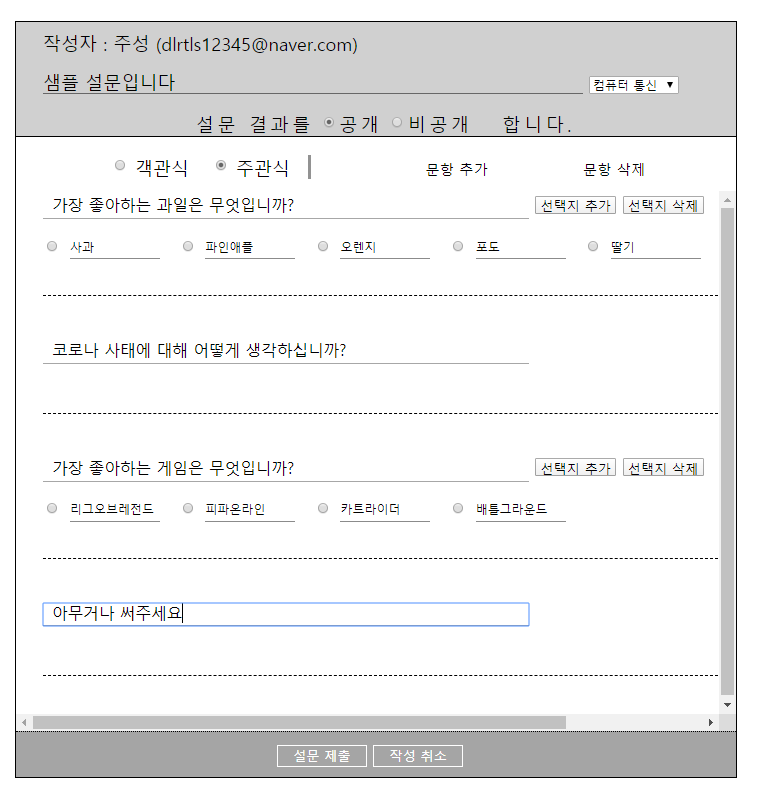 작성자 : 주성 (dlrtls12345@naver.com)
샘플 설문입니다 컴퓨터 통신
설문 결과를 공개 비공개 합니다.
객관식 주관식 문항 추가 문항 삭제
가장 좋아하는 과일은 무엇입니까? 선택지 추가 선택지 삭제
사과 파인애플 오렌지 포도 딸기
코로나 사태에 대해 어떻게 생각하십니까?
가장 좋아하는 게임은 무엇입니까? 선택지 추가 선택지 삭제
리그오브레전드 피파온라인 카트라이더 배틀그라운드
아무거나 써주세요
설문 제출 작성 취소